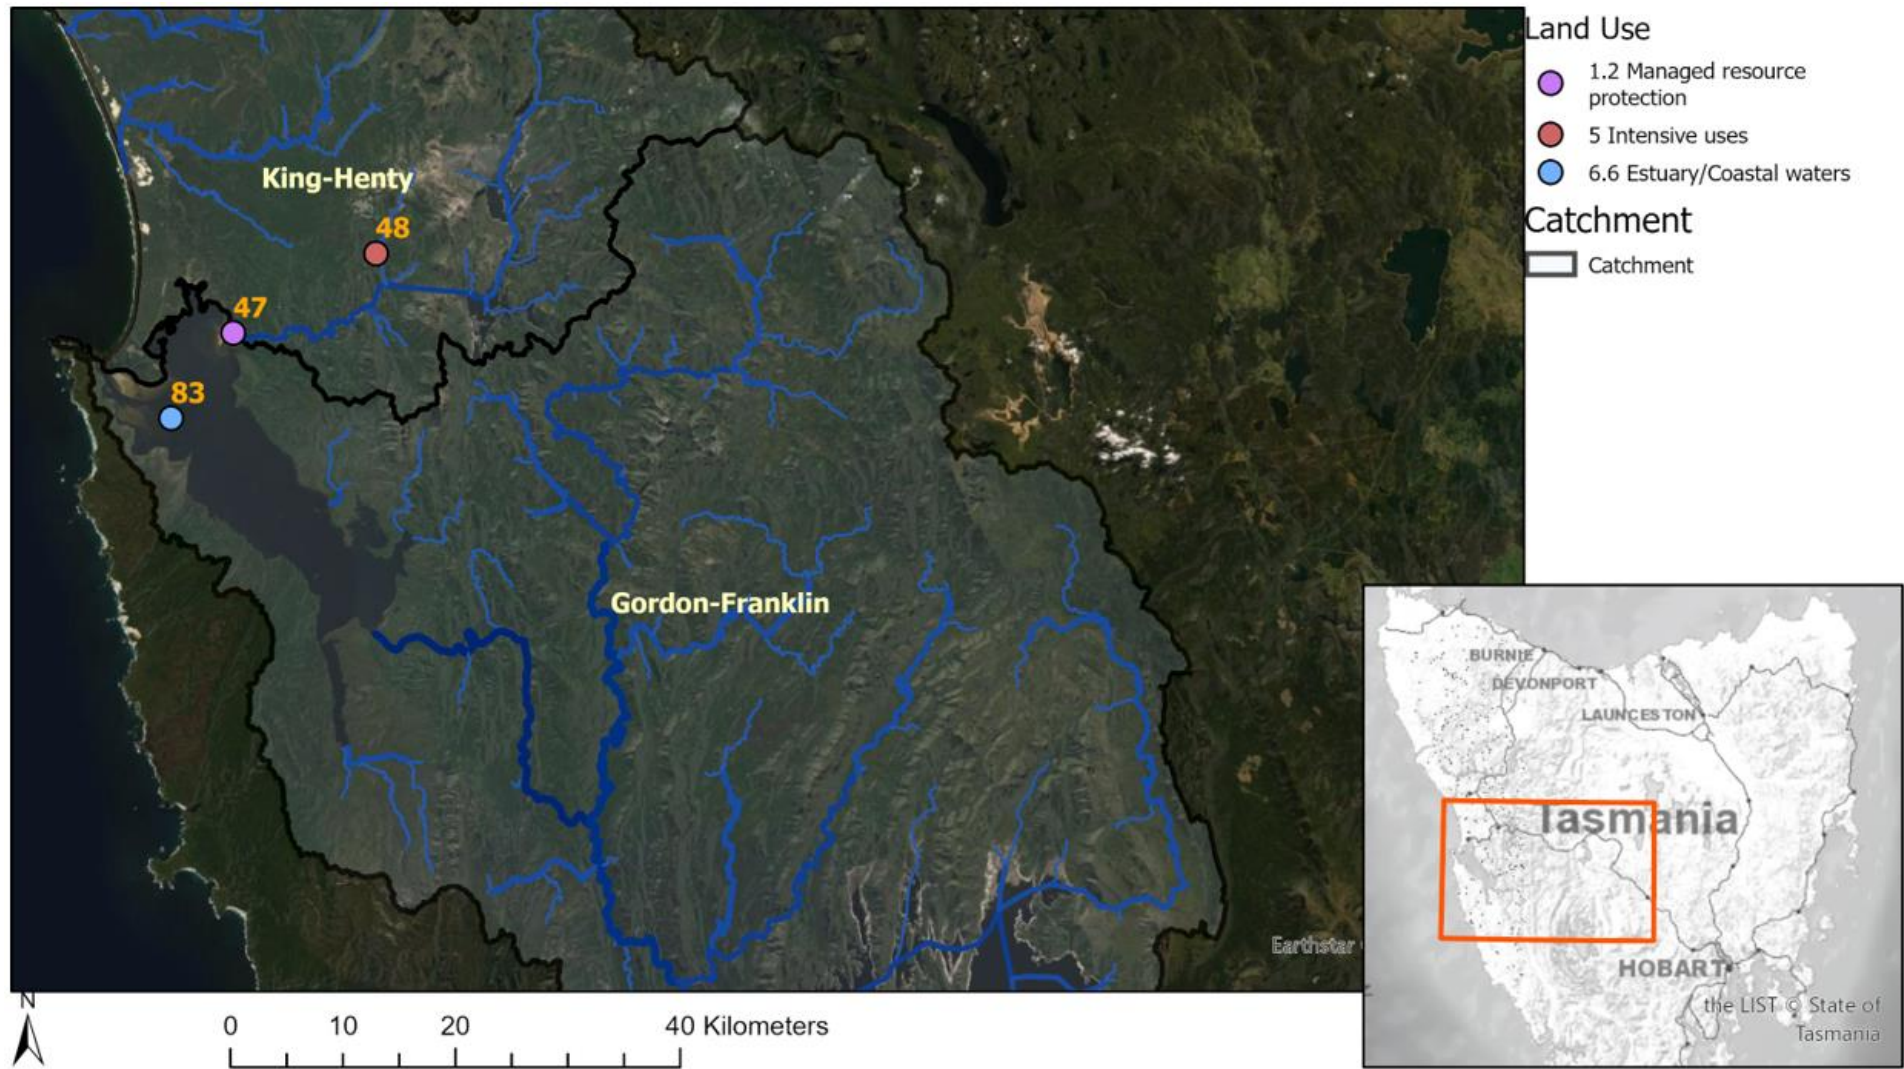 Land Use
1.2 Managed resource
protection
5 Intensive uses
6.6 Estuary/Coastal waters
Catchment
Catchment
King-Henty
48
47
83
Gordon-Franklin
Earthstar
BURNIE
DEVONPORT
LAUNCESTON
Tasmania
HOBART
the LIST © State of
Tasmania
N
0 10 20 40 Kilometers